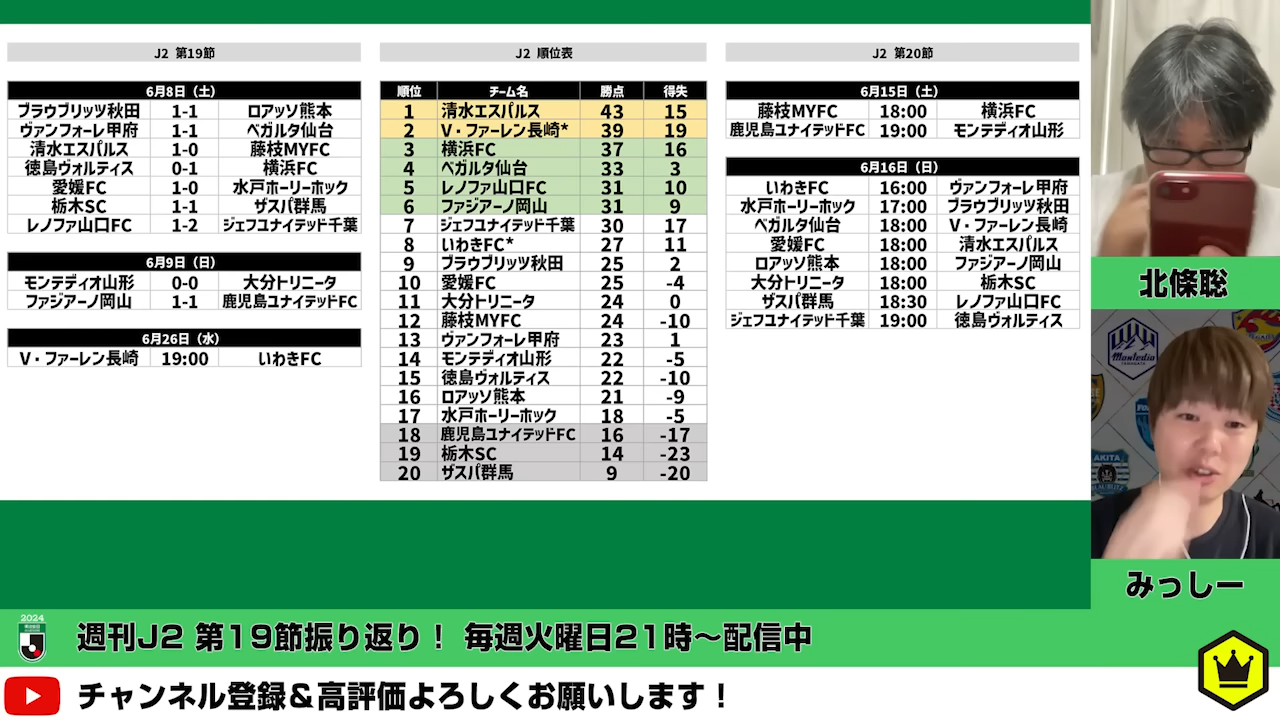 J2 第19節
6月8日（土）
ブラウブリッツ秋田 1-1 ロアッソ熊本
ヴァンフォーレ甲府 1-1 ベガルタ仙台
清水エスパルス 1-0 藤枝MYFC
徳島ヴォルティス 0-1 横浜FC
愛媛FC 1-0 水戸ホーリーホック
栃木SC 1-1 ザスパ群馬
レノファ山口FC 1-2 ジェフユナイテッド千葉
6月9日（日）
モンテディオ山形 0-0 大分トリニータ
ファジアーノ岡山 1-1 鹿児島ユナイテッドFC
6月26日（水）
V・ファーレン長崎 19:00 いわきFC
J2 順位表
順位 チーム名 勝点 得失
1 清水エスパルス 43 15
2 V・ファーレン長崎* 39 19
3 横浜FC 37 16
4 ベガルタ仙台 33 3
5 レノファ山口FC 31 10
6 ファジアーノ岡山 31 9
7 ジェフユナイテッド千葉 30 17
8 いわきFC* 27 11
9 ブラウブリッツ秋田 25 2
10 愛媛FC 25 -4
11 大分トリニータ 24 0
12 藤枝MYFC 24 -10
13 ヴァンフォーレ甲府 23 1
14 モンテディオ山形 22 -5
15 徳島ヴォルティス 22 -10
16 ロアッソ熊本 21 -9
17 水戸ホーリーホック 18 -5
18 鹿児島ユナイテッドFC 16 -17
19 栃木SC 14 -23
20 ザスパ群馬 9 -20
J2 第20節
6月15日（土）
藤枝MYFC 18:00 横浜FC
鹿児島ユナイテッドFC 19:00 モンテディオ山形
6月16日（日）
いわきFC 16:00 ヴァンフォーレ甲府
水戸ホーリーホック 17:00 ブラウブリッツ秋田
ベガルタ仙台 18:00 V・ファーレン長崎
愛媛FC 18:00 清水エスパルス
ロアッソ熊本 18:00 ファジアーノ岡山
大分トリニータ 18:00 栃木SC
ザスパ群馬 18:30 レノファ山口FC
ジェフユナイテッド千葉 19:00 徳島ヴォルティス
北條聡
Montedio
YAMAGATA
AKITA
みっしー
2024
週刊J2 第19節振り返り！ 毎週火曜日21時～配信中
チャンネル登録＆高評価よろしくお願いします！